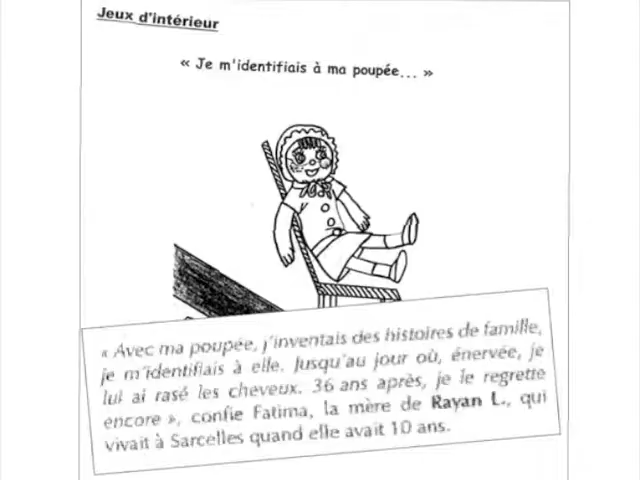 Jeux d'intérieur
« Je m'identifiais à ma poupée... »
« Avec ma poupée, j'inventais des histoires de famille,
je m'identifiais à elle. Jusqu'au jour où, énervée, je
lui ai rasé les cheveux. 36 ans après, je le regrette
encore », confie Fatima, la mère de Rayan L., qui
vivait à Sarcelles quand elle avait 10 ans.